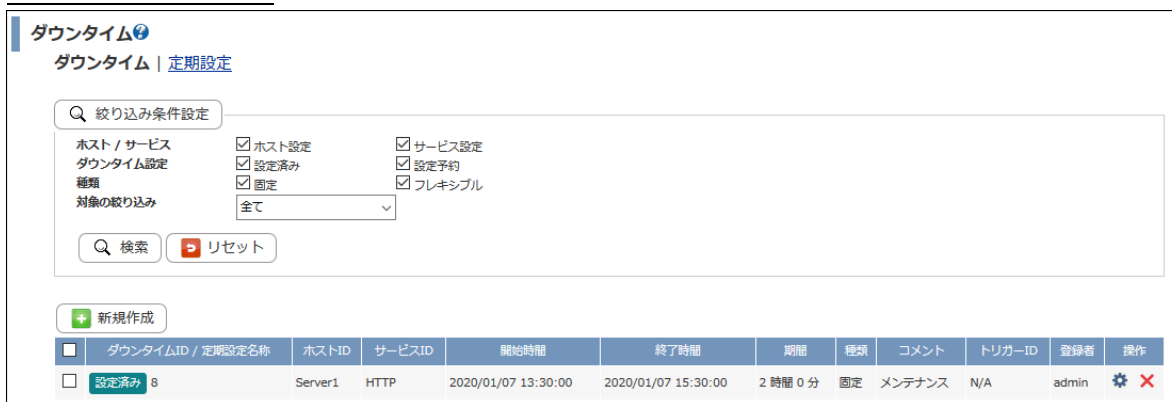 ダウンタイム?
ダウンタイム | 定期設定
絞り込み条件設定
ホスト / サービス ホスト設定 サービス設定
ダウンタイム設定 設定済み 設定予約
種類 固定 フレキシブル
対象の絞り込み 全て
検索 リセット
新規作成
ダウンタイムID / 定期設定名称 ホストID サービスID 開始時間 終了時間 期間 種類 コメント トリガーID 登録者 操作
設定済み 8 Server1 HTTP 2020/01/07 13:30:00 2020/01/07 15:30:00 2 時間 0 分 固定 メンテナンス N/A admin